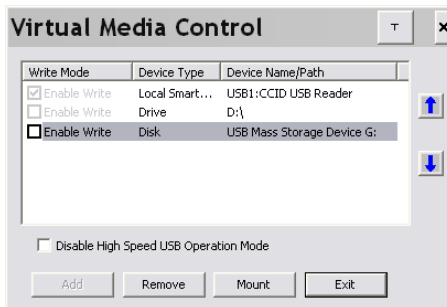 Virtual Media Control
T
x
Write Mode Device Type Device Name/Path
Enable Write Local Smart... USB1:CCID USB Reader
Enable Write Drive D:\
Enable Write Disk USB Mass Storage Device G:
Disable High Speed USB Operation Mode
Add Remove Mount Exit